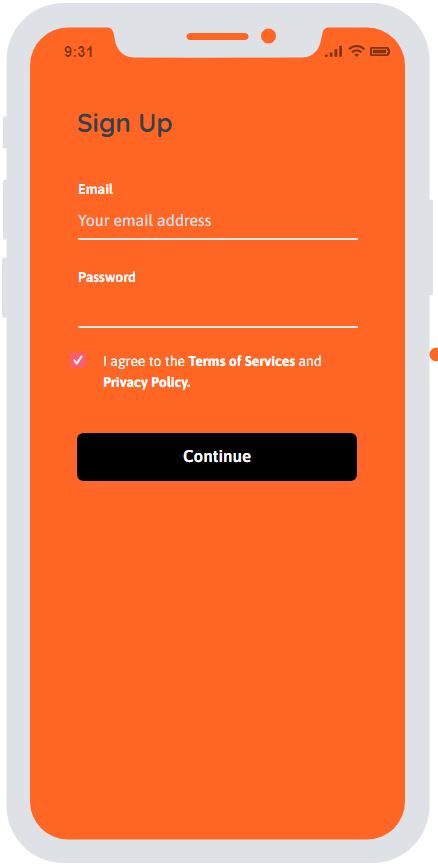 9:31
Sign Up
Email
Your email address
Password
I agree to the Terms of Services and
Privacy Policy.
Continue